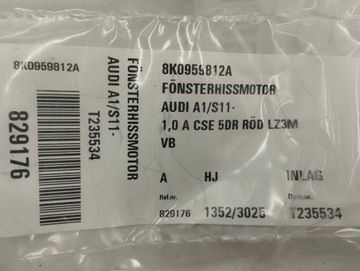 8K0959812A
829176
FÖNSTERHISSMOTOR
AUDI A1/S11-
T235534
8K0959812A
FÖNSTERHISSMOTOR
AUDI A1/S11-
1,0 A CSE 5DR RÖD LZ3M
VB
A HJ INLAG
Ref.nr.
829176 1352/3025 T235534